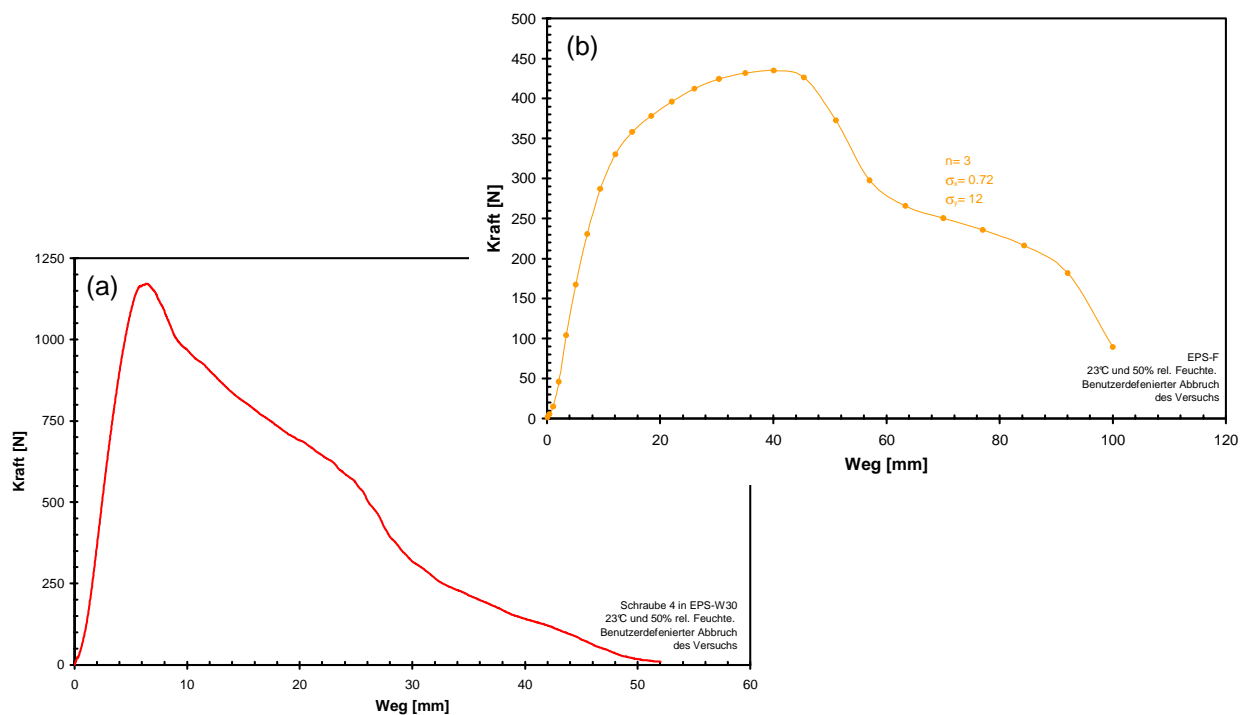 (b)
Kraft [N]
500
450
400
350
300
250
200
150
100
50
0
n= 3
σx= 0.72
σy= 12
EPS-F
23°C und 50% rel. Feuchte.
Benutzerdefenierter Abbruch
des Versuchs
0 20 40 60 80 100 120
Weg [mm]
(a)
Kraft [N]
1250
1000
750
500
250
0
Schraube 4 in EPS-W30
23°C und 50% rel. Feuchte.
Benutzerdefenierter Abbruch
des Versuchs
0 10 20 30 40 50 60
Weg [mm]